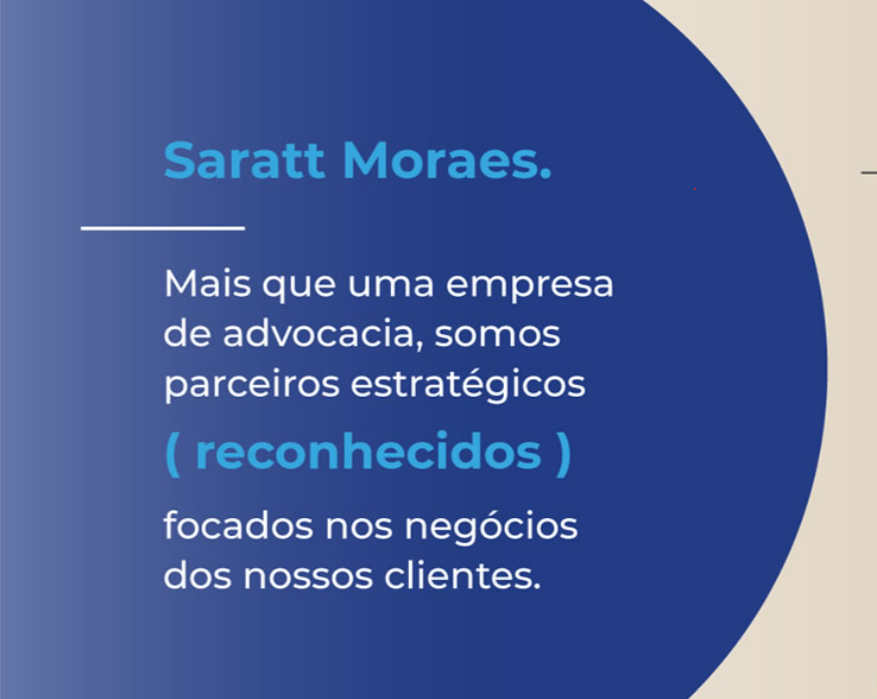 Saratt Moraes.
Mais que uma empresa
de advocacia, somos
parceiros estratégicos
( reconhecidos )
focados nos negócios
dos nossos clientes.